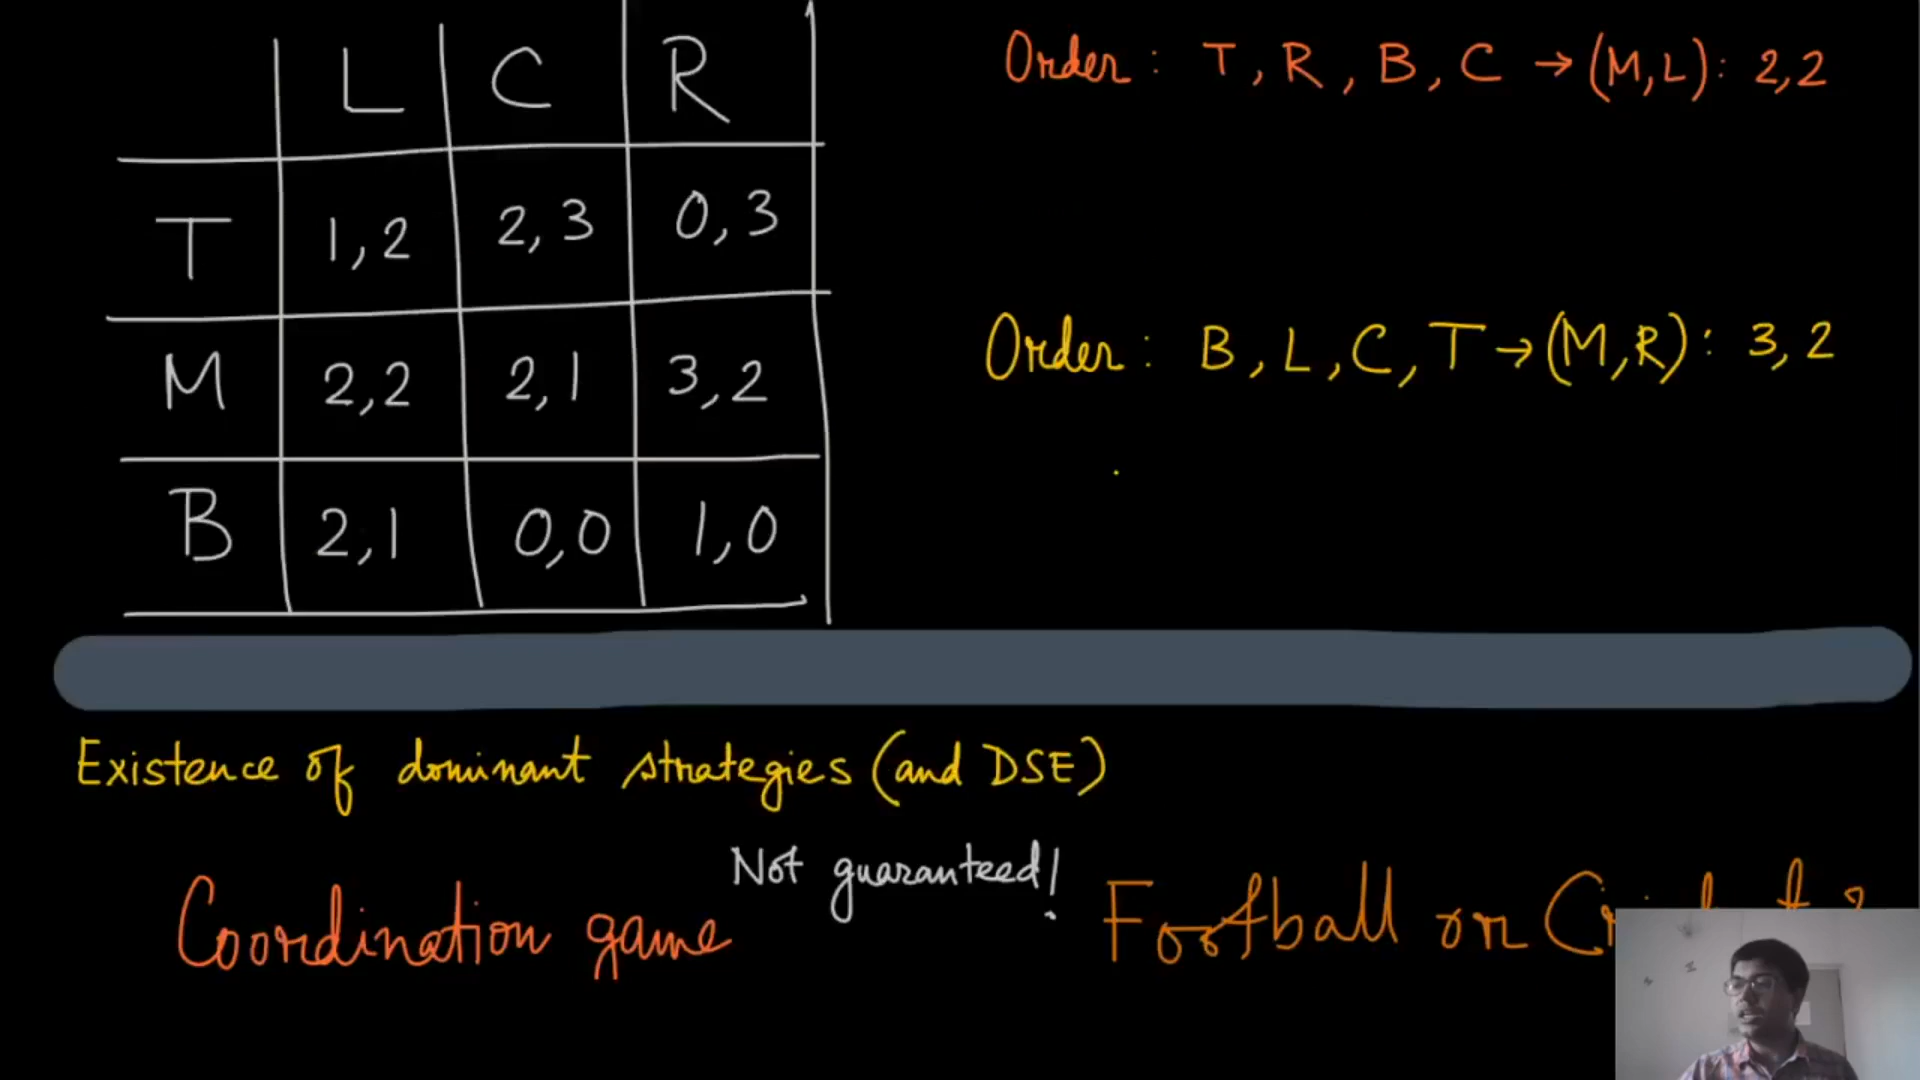 L C R
T 1,2 2,3 0,3
M 2,2 2,1 3,2
B 2,1 0,0 1,0
Order : T, R, B, C → (M,L): 2,2
Order : B, L, C, T → (M,R): 3,2
Existence of dominant strategies (and DSE)
Not guaranteed!
Coordination game
Football or